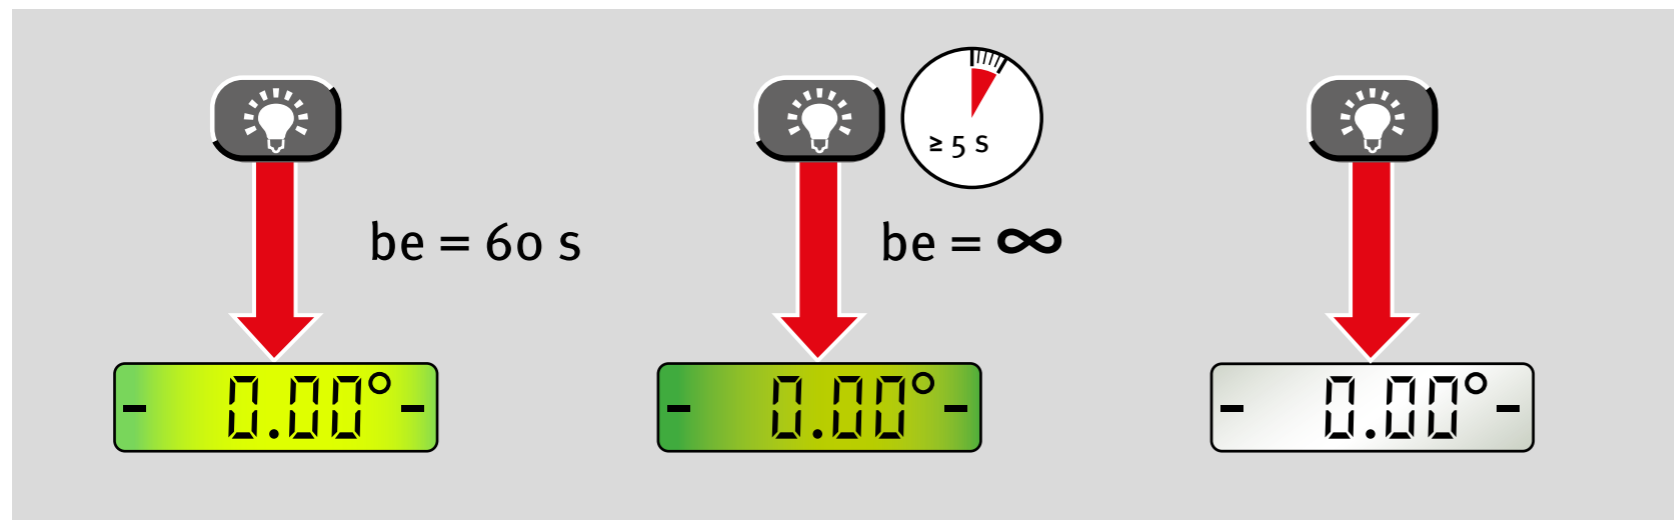 ≥ 5 s
be = 60 s
be = ∞
- 0.00° -
- 0.00° -
- 0.00° -